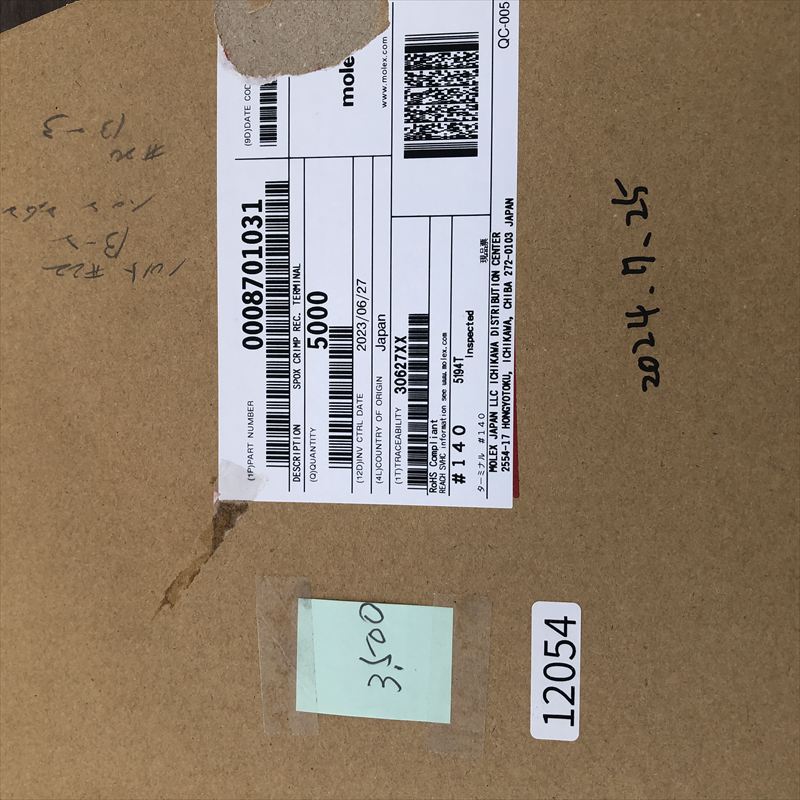 (9D)DATE COD
molex
www.molex.com
QC-005
(1P)PART NUMBER
0008701031
DESCRIPTION SPOX CRIMP REC. TERMINAL
(Q)QUANTITY
5000
(12D)INV CTRL DATE 2023/06/27
(4L)COUNTRY OF ORIGIN Japan
(1T)TRACEABILITY 30627XX
RoHS Compliant
REACH SVHC information see www.molex.com
#140 5194T Inspected
ターミナル #140
現品票
MOLEX JAPAN LLC ICHIKAWA DISTRIBUTION CENTER
2554-17 HONGYOTOKU, ICHIKAWA, CHIBA 272-0103 JAPAN
2024.7.25
3,500
12054